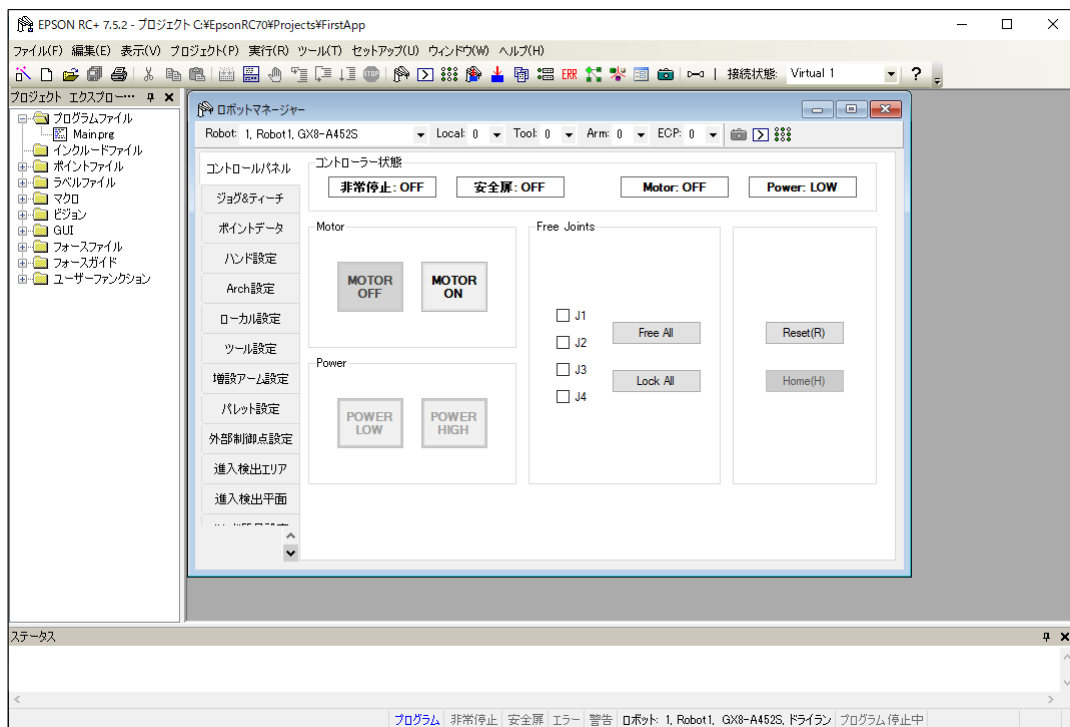 EPSON RC+ 7.5.2 - プロジェクト C:¥EpsonRC70¥Projects¥FirstApp
ファイル(F) 編集(E) 表示(V) プロジェクト(P) 実行(R) ツール(T) セットアップ(U) ウィンドウ(W) ヘルプ(H)
ERR 接続状態: Virtual 1
プロジェクト エクスプロー…
プログラムファイル
Main.prg
インクルードファイル
ポイントファイル
ラベルファイル
マクロ
ビジョン
GUI
フォースファイル
フォースガイド
ユーザーファンクション
ロボットマネージャー
Robot: 1, Robot1, GX8-A452S Local: 0 Tool: 0 Arm: 0 ECP: 0
コントロールパネル
ジョグ&ティーチ
ポイントデータ
ハンド設定
Arch設定
ローカル設定
ツール設定
増設アーム設定
パレット設定
外部制御点設定
進入検出エリア
進入検出平面
コントローラー状態
非常停止: OFF 安全扉: OFF Motor: OFF Power: LOW
Motor
MOTOR OFF
MOTOR ON
Power
POWER LOW
POWER HIGH
Free Joints
J1
J2
J3
J4
Free All
Lock All
Reset(R)
Home(H)
ステータス
プログラム 非常停止 安全扉 エラー 警告 ロボット: 1, Robot1, GX8-A452S, ドライラン プログラム停止中